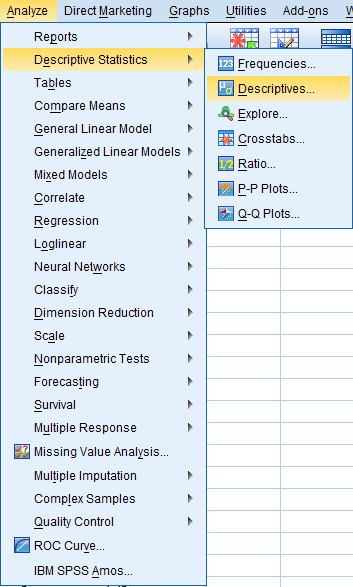 Analyze Direct Marketing Graphs Utilities Add-ons
Reports
Descriptive Statistics
Tables
Compare Means
General Linear Model
Generalized Linear Models
Mixed Models
Correlate
Regression
Loglinear
Neural Networks
Classify
Dimension Reduction
Scale
Nonparametric Tests
Forecasting
Survival
Multiple Response
Missing Value Analysis...
Multiple Imputation
Complex Samples
Quality Control
ROC Curve...
IBM SPSS Amos...
Frequencies...
Descriptives...
Explore...
Crosstabs...
Ratio...
P-P Plots...
Q-Q Plots...